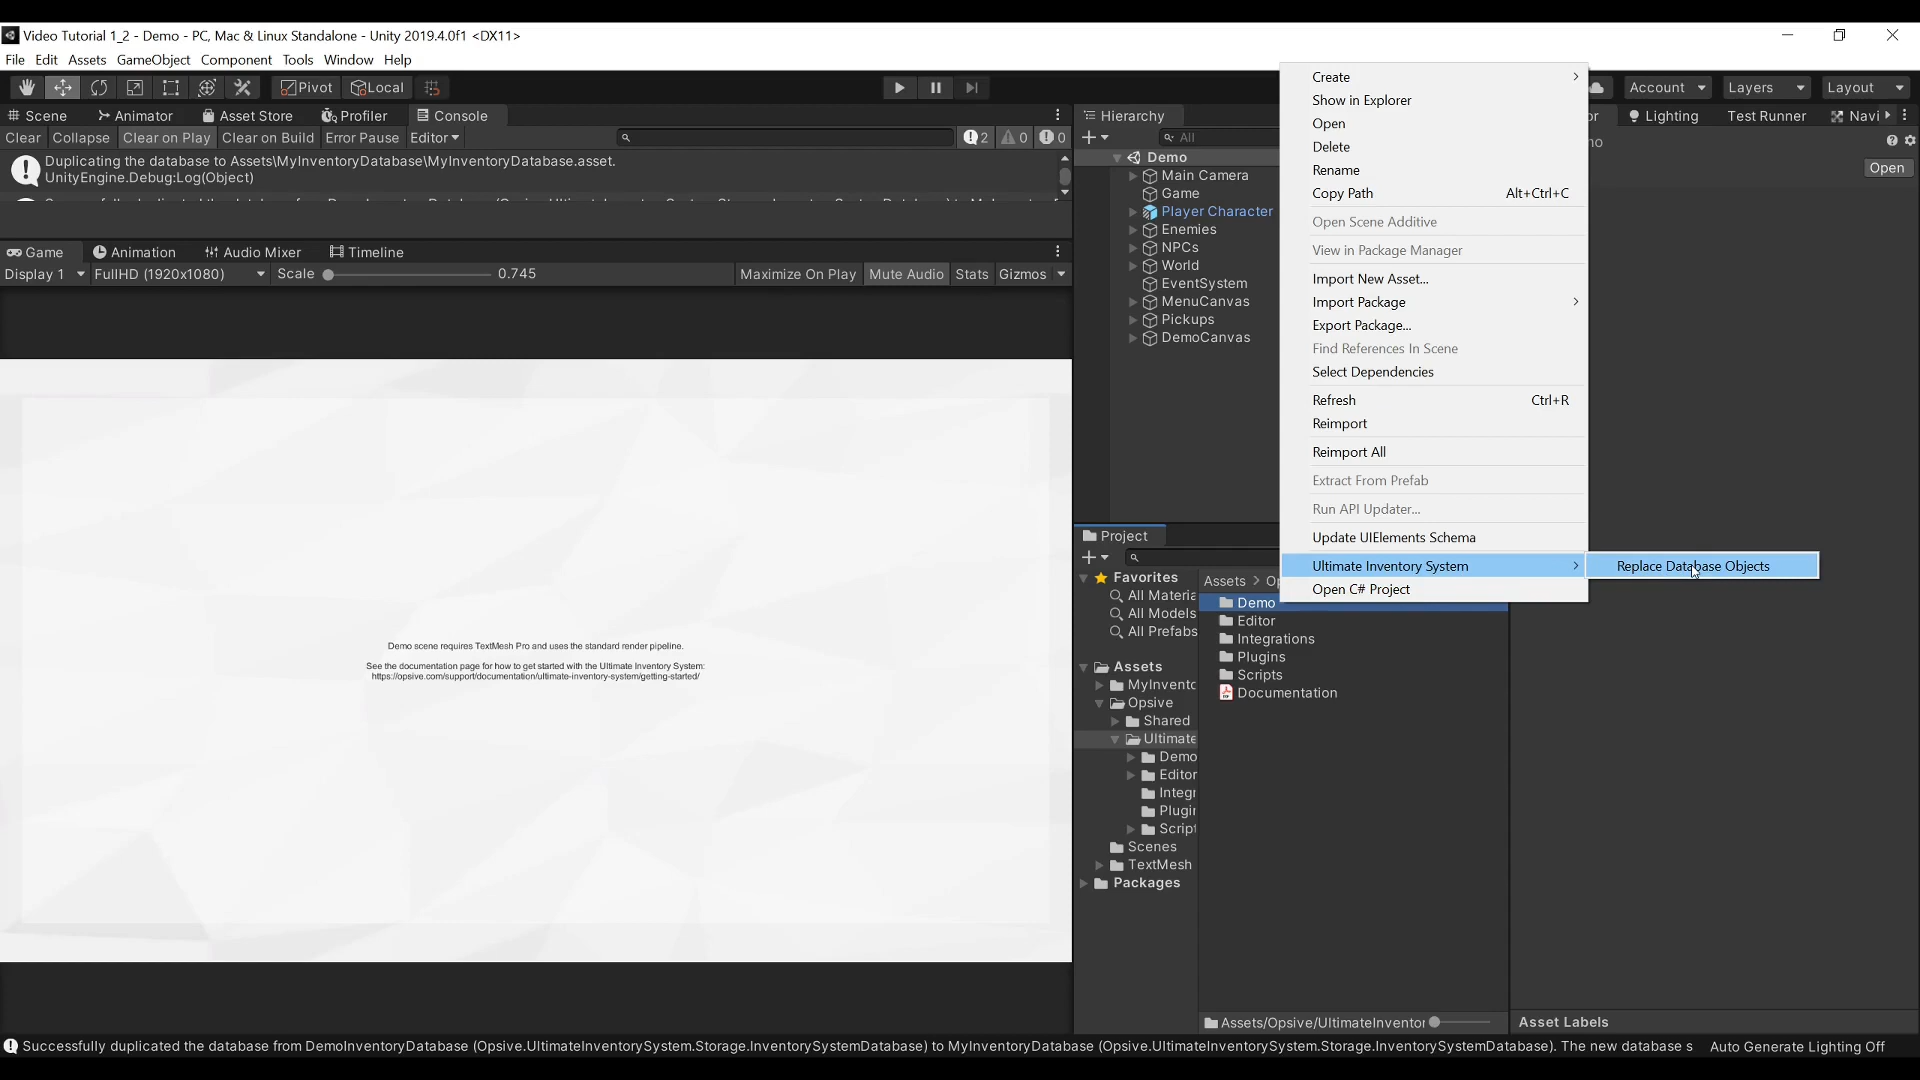 Video Tutorial 1_2 - Demo - PC, Mac & Linux Standalone - Unity 2019.4.0f1 <DX11>
File Edit Assets GameObject Component Tools Window Help
Pivot Local Account Layers Layout
Scene Animator Asset Store Profiler Console
Clear Collapse Clear on Play Clear on Build Error Pause Editor 2 0 0
Duplicating the database to Assets\MyInventoryDatabase\MyInventoryDatabase.asset.
UnityEngine.Debug:Log(Object)
Game Animation Audio Mixer Timeline
Display 1 FullHD (1920x1080) Scale 0.745 Maximize On Play Mute Audio Stats Gizmos
Demo scene requires TextMesh Pro and uses the standard render pipeline.
See the documentation page for how to get started with the Ultimate Inventory System:
https://opsive.com/support/documentation/ultimate-inventory-system/getting-started/
Hierarchy
All
Demo
Main Camera
Game
Player Character
Enemies
NPCs
World
EventSystem
MenuCanvas
Pickups
DemoCanvas
Create
Show in Explorer
Open
Delete
Rename
Copy Path Alt+Ctrl+C
Open Scene Additive
View in Package Manager
Import New Asset...
Import Package
Export Package...
Find References In Scene
Select Dependencies
Refresh Ctrl+R
Reimport
Reimport All
Extract From Prefab
Run API Updater...
Update UIElements Schema
Ultimate Inventory System
Replace Database Objects
Open C# Project
or Lighting Test Runner Navi
mo
Open
Project
Favorites
All Materia
All Models
All Prefabs
Assets
MyInvento
Opsive
Shared
Ultimate
Demo
Editor
Integr
Plugin
Script
Scenes
TextMesh
Packages
Assets > Op
Demo
Editor
Integrations
Plugins
Scripts
Documentation
Assets/Opsive/UltimateInventor
Asset Labels
Successfully duplicated the database from DemoInventoryDatabase (Opsive.UltimateInventorySystem.Storage.InventorySystemDatabase) to MyInventoryDatabase (Opsive.UltimateInventorySystem.Storage.InventorySystemDatabase). The new database s Auto Generate Lighting Off